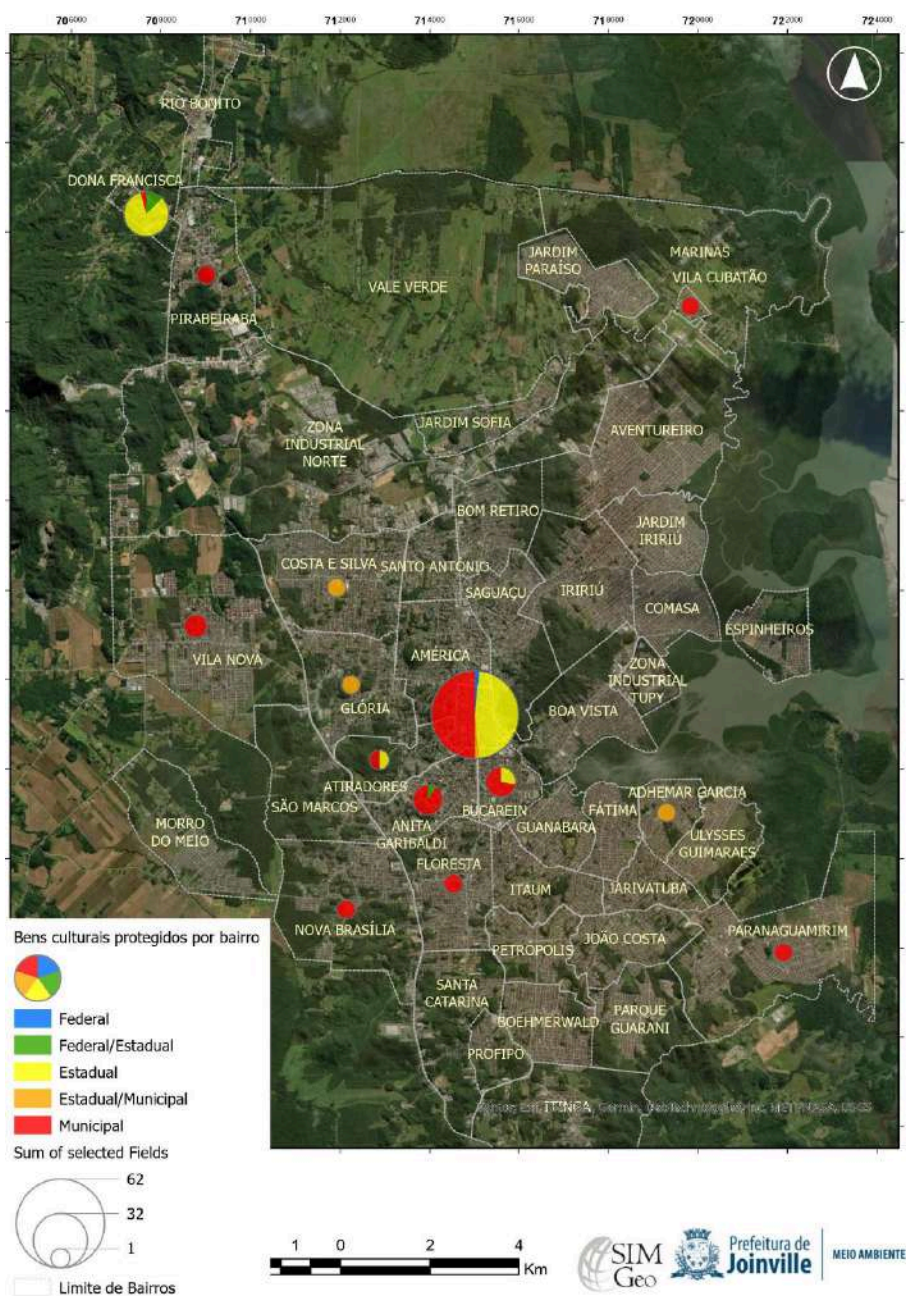 706000 708000 710000 712000 714000 716000 718000 720000 722000 724000
RIO BONITO
DONA FRANCISCA
JARDIM
PARAÍSO
MARINAS
VILA CUBATÃO
VALE VERDE
PIRABEIRABA
ZONA
INDUSTRIAL
NORTE
JARDIM SOFIA
AVENTUREIRO
BOM RETIRO
JARDIM
IRIRIÚ
COSTA E SILVA
SANTO ANTÔNIO
SAGUAÇU
IRIRIÚ
COMASA
ESPINHEIROS
VILA NOVA
AMÉRICA
ZONA
INDUSTRIAL
TUPY
GLÓRIA
BOA VISTA
ATIRADORES
SÃO MARCOS
BUCAREIN
FÁTIMA
ADHEMAR GARCIA
MORRO
DO MEIO
ANITA
GARIBALDI
GUANABARA
ULYSSES
GUIMARAES
FLORESTA
ITAUM
JARIVATUBA
NOVA BRASÍLIA
PETRÓPOLIS
JOÃO COSTA
PARANAGUAMIRIM
SANTA
CATARINA
BOEHMERWALD
PARQUE
GUARANI
PROFIPO
ITINGA
Bens culturais protegidos por bairro
Federal
Federal/Estadual
Estadual
Estadual/Municipal
Municipal
Sum of selected Fields
62
32
1
Limite de Bairros
1 0 2 4
Km
SIM
Geo
Prefeitura de
Joinville
MEIO AMBIENTE